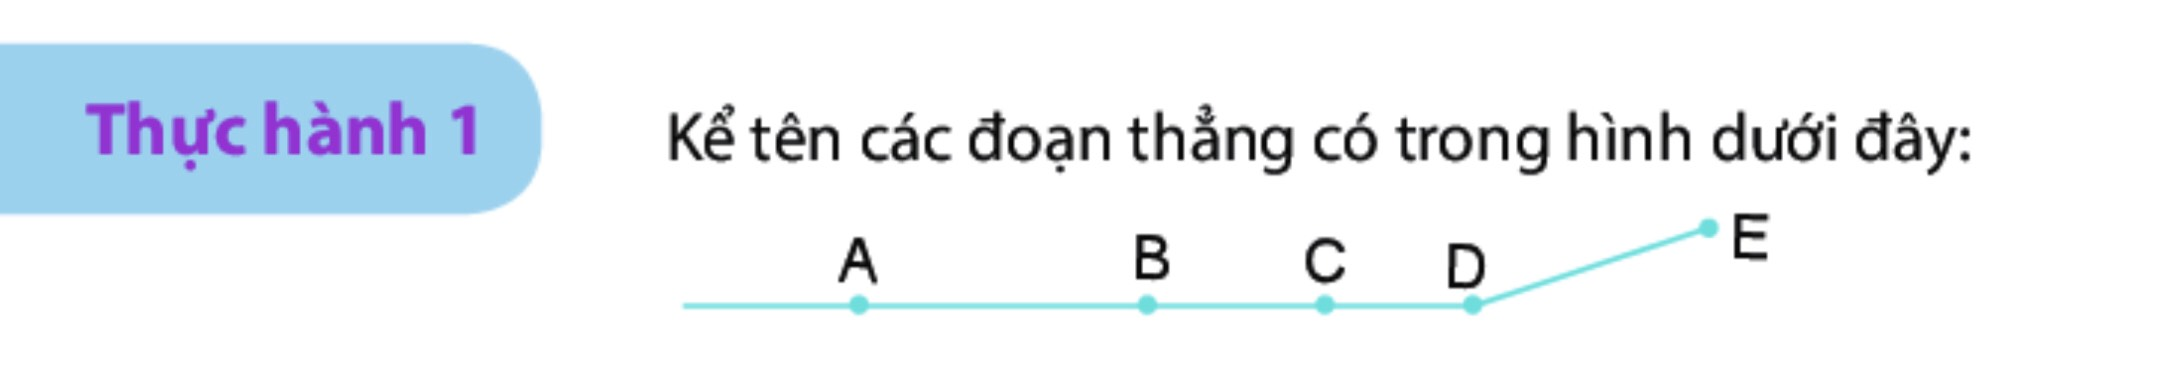 Thực hành 1
Kể tên các đoạn thẳng có trong hình dưới đây:
A B C D E